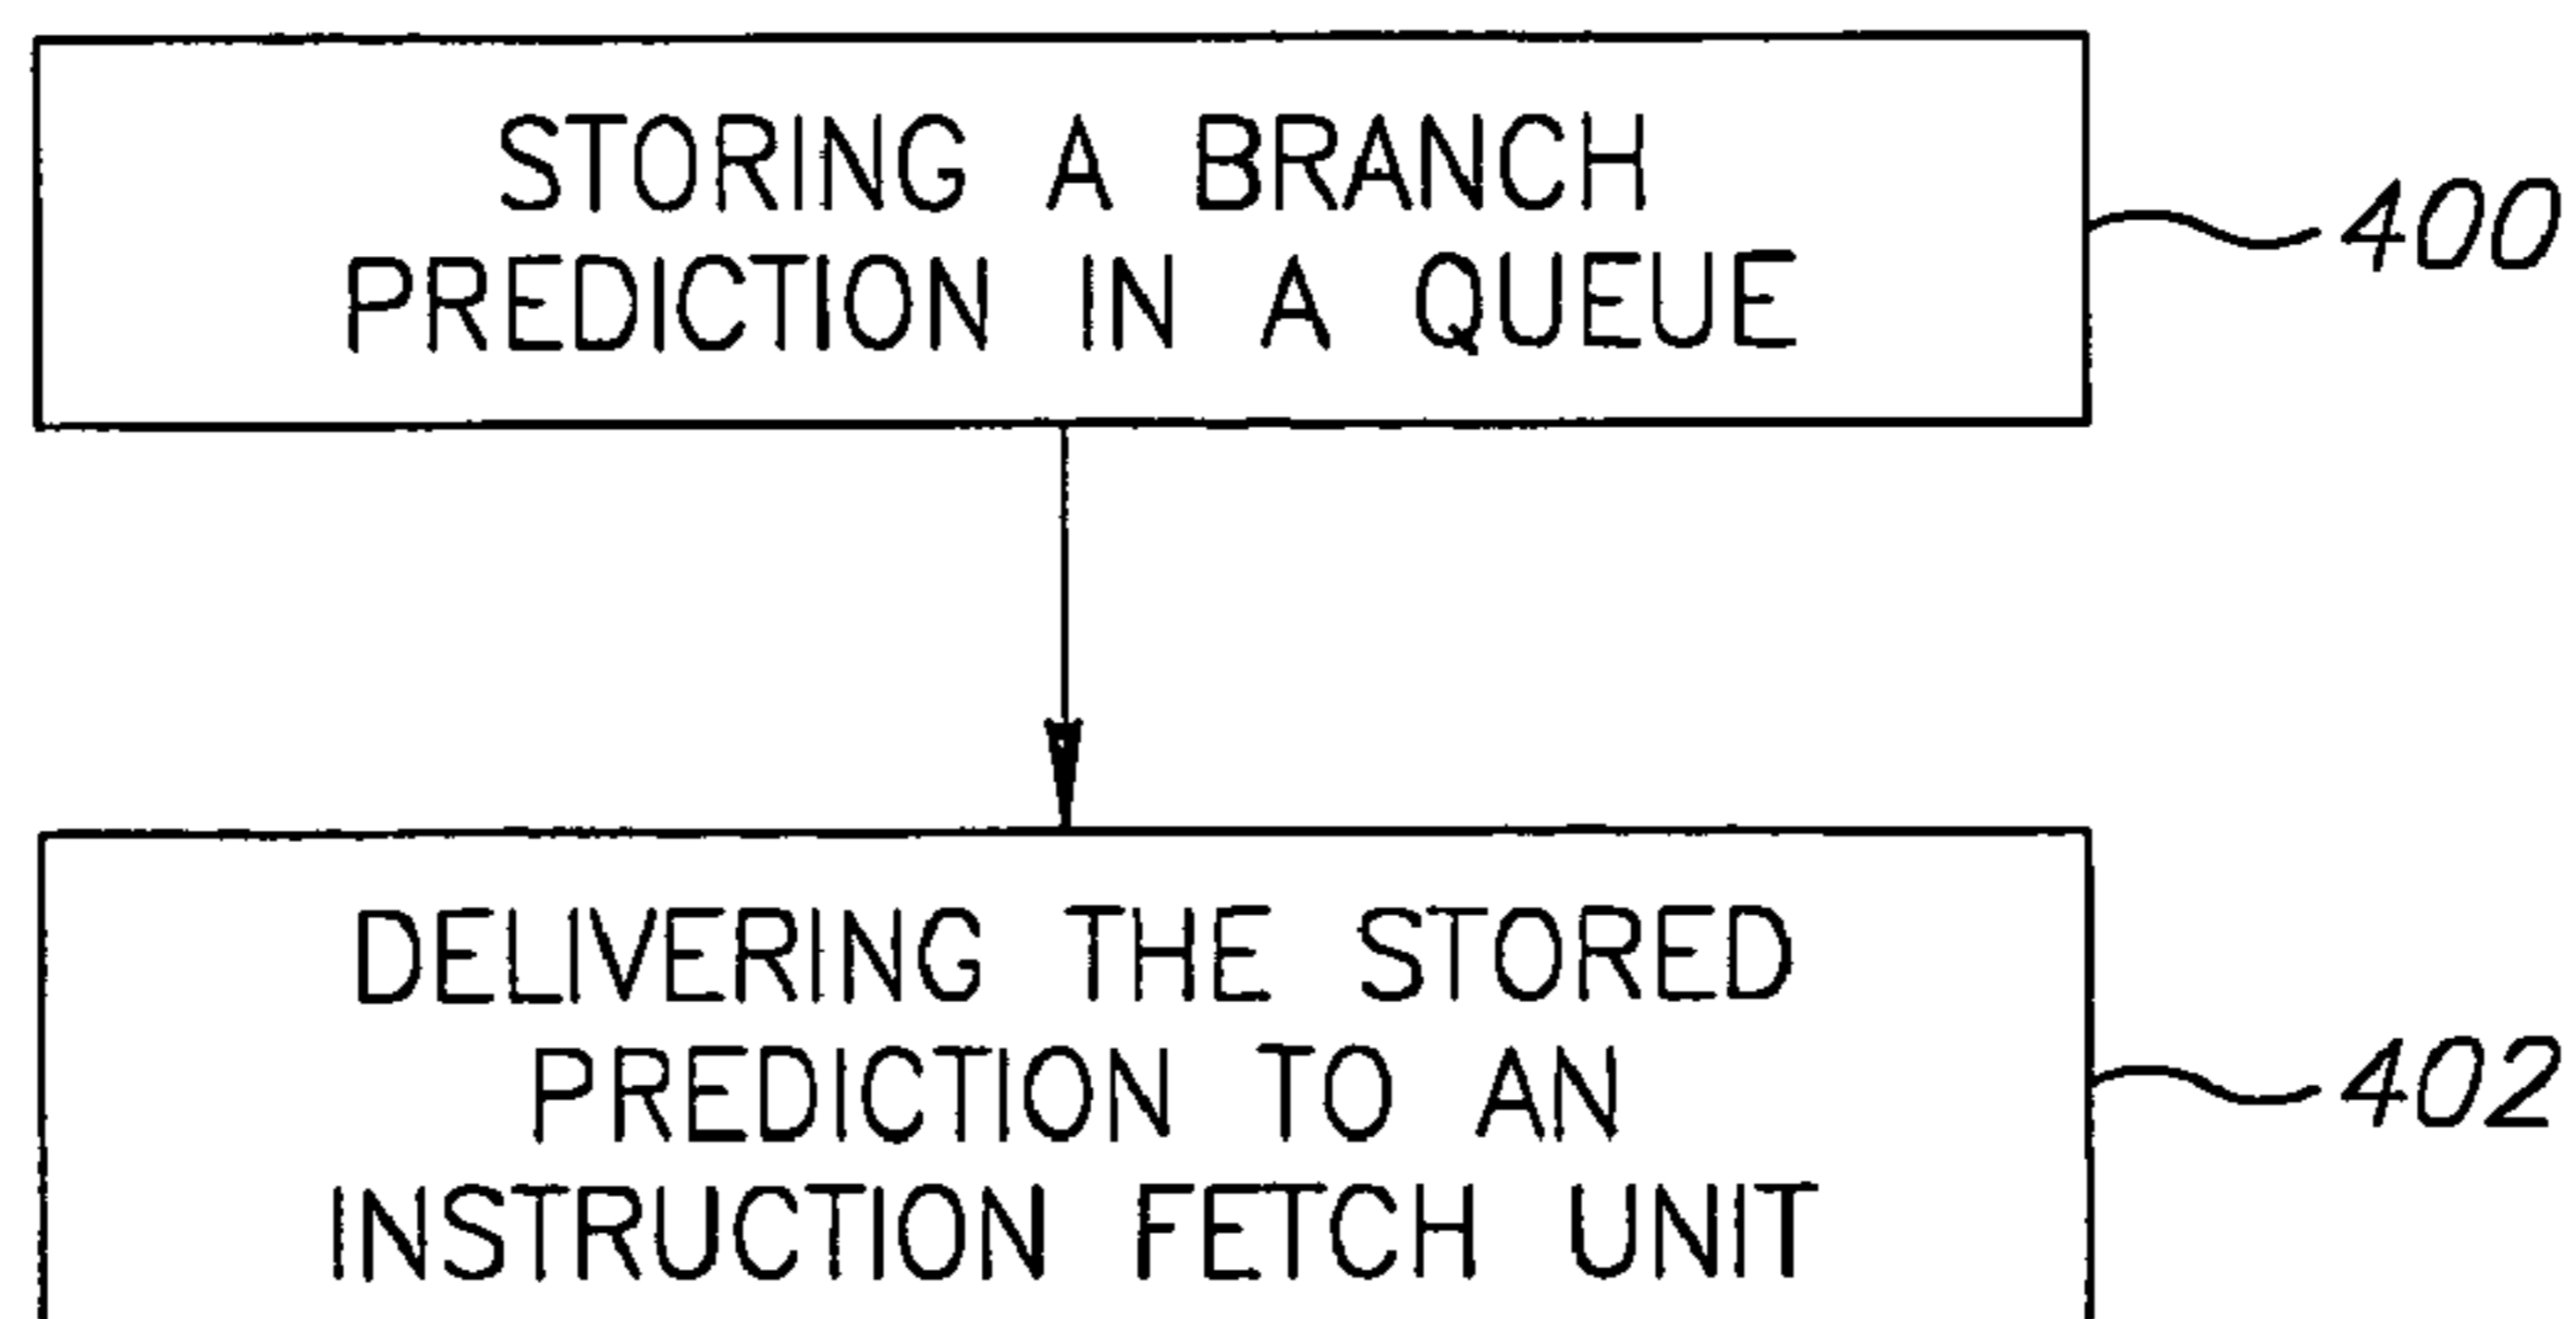 STORING A BRANCH
PREDICTION IN A QUEUE
400
DELIVERING THE STORED
PREDICTION TO AN
INSTRUCTION FETCH UNIT
402